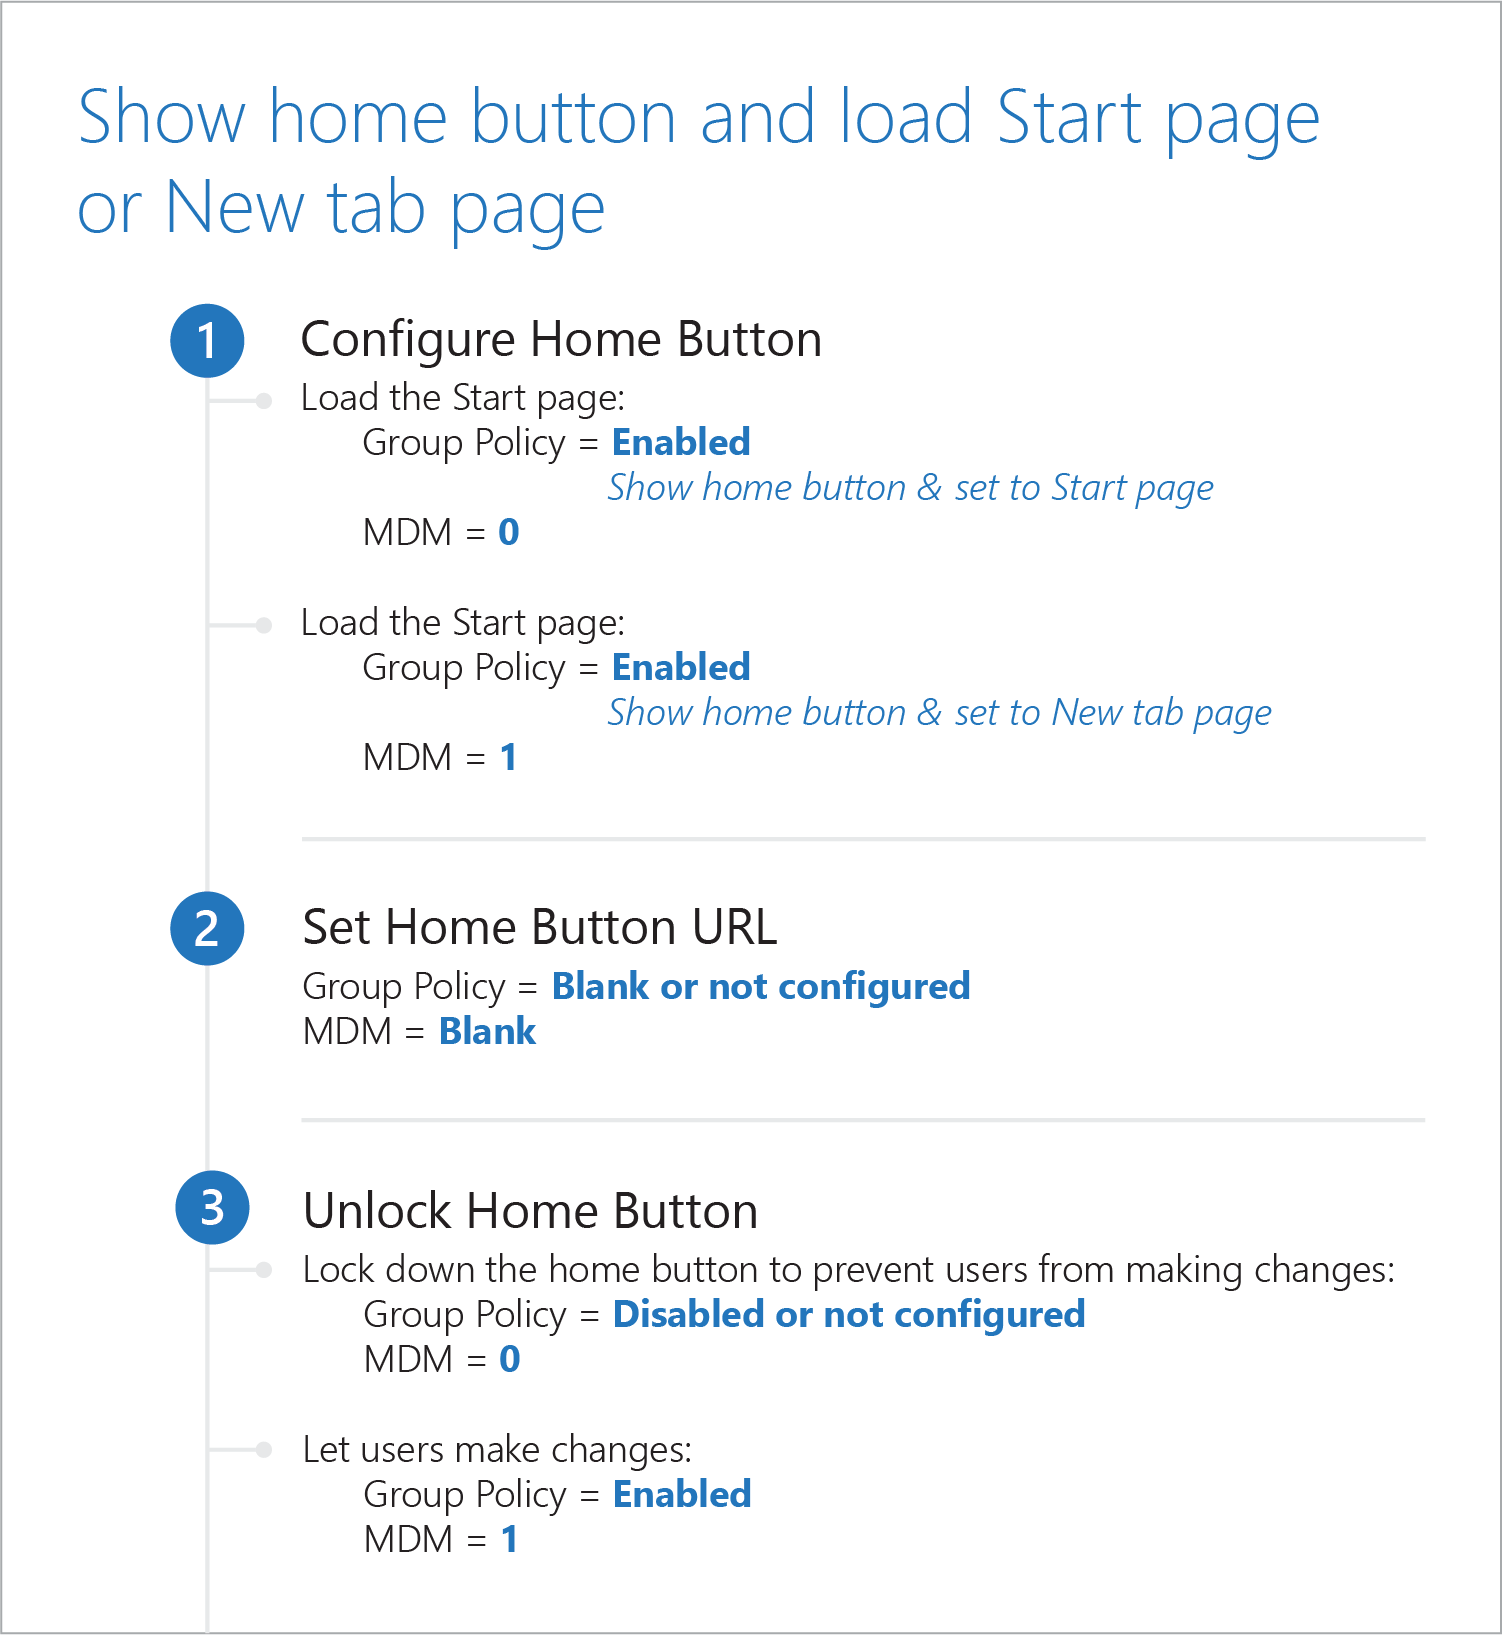 Show home button and load Start page
or New tab page
1
Configure Home Button
Load the Start page:
Group Policy = Enabled
Show home button & set to Start page
MDM = 0
Load the Start page:
Group Policy = Enabled
Show home button & set to New tab page
MDM = 1
2
Set Home Button URL
Group Policy = Blank or not configured
MDM = Blank
3
Unlock Home Button
Lock down the home button to prevent users from making changes:
Group Policy = Disabled or not configured
MDM = 0
Let users make changes:
Group Policy = Enabled
MDM = 1